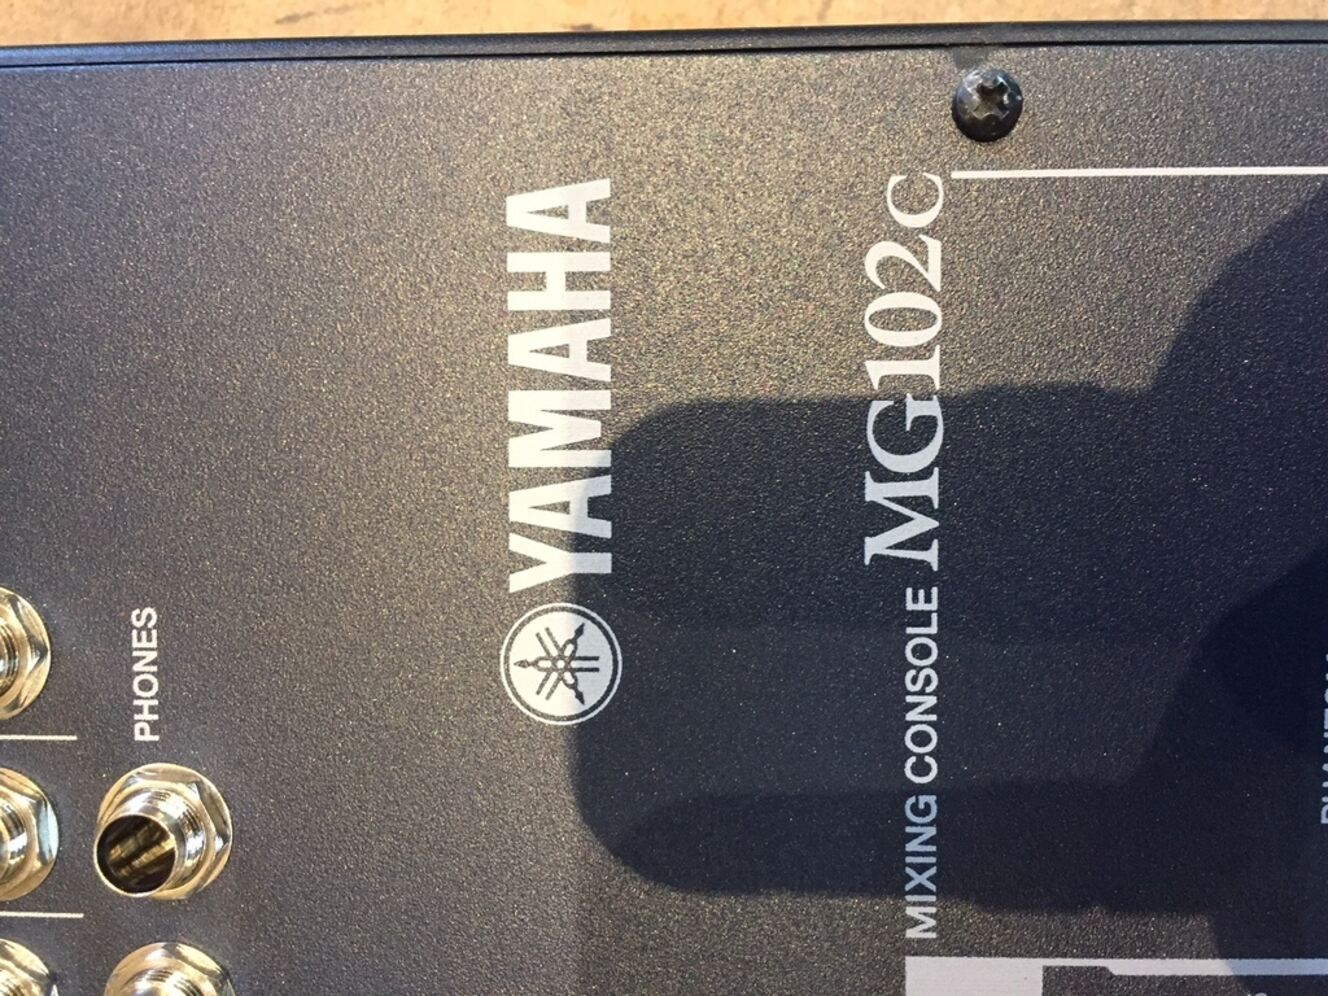 YAMAHA
MIXING CONSOLE MG102C
PHONES